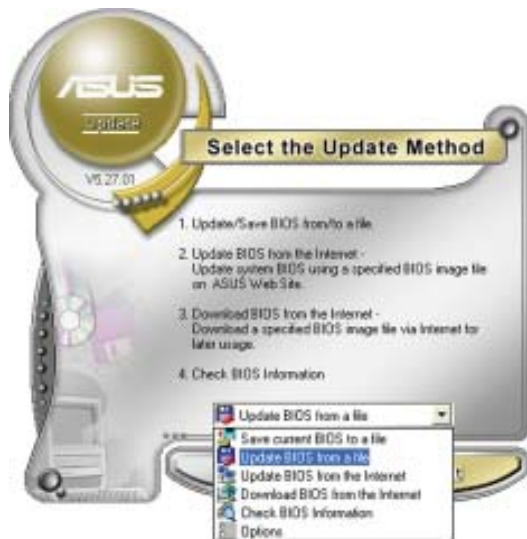 ASUS
Update
V6.27.01
Select the Update Method
1. Update/Save BIOS from/to a file
2. Update BIOS from the Internet -
Update system BIOS using a specified BIOS image file
on ASUS Web Site.
3. Download BIOS from the Internet -
Download a specified BIOS image file via Internet for
later usage.
4. Check BIOS Information
Update BIOS from a file
Save current BIOS to a file
Update BIOS from a file
Update BIOS from the Internet
Download BIOS from the Internet
Check BIOS Information
Options